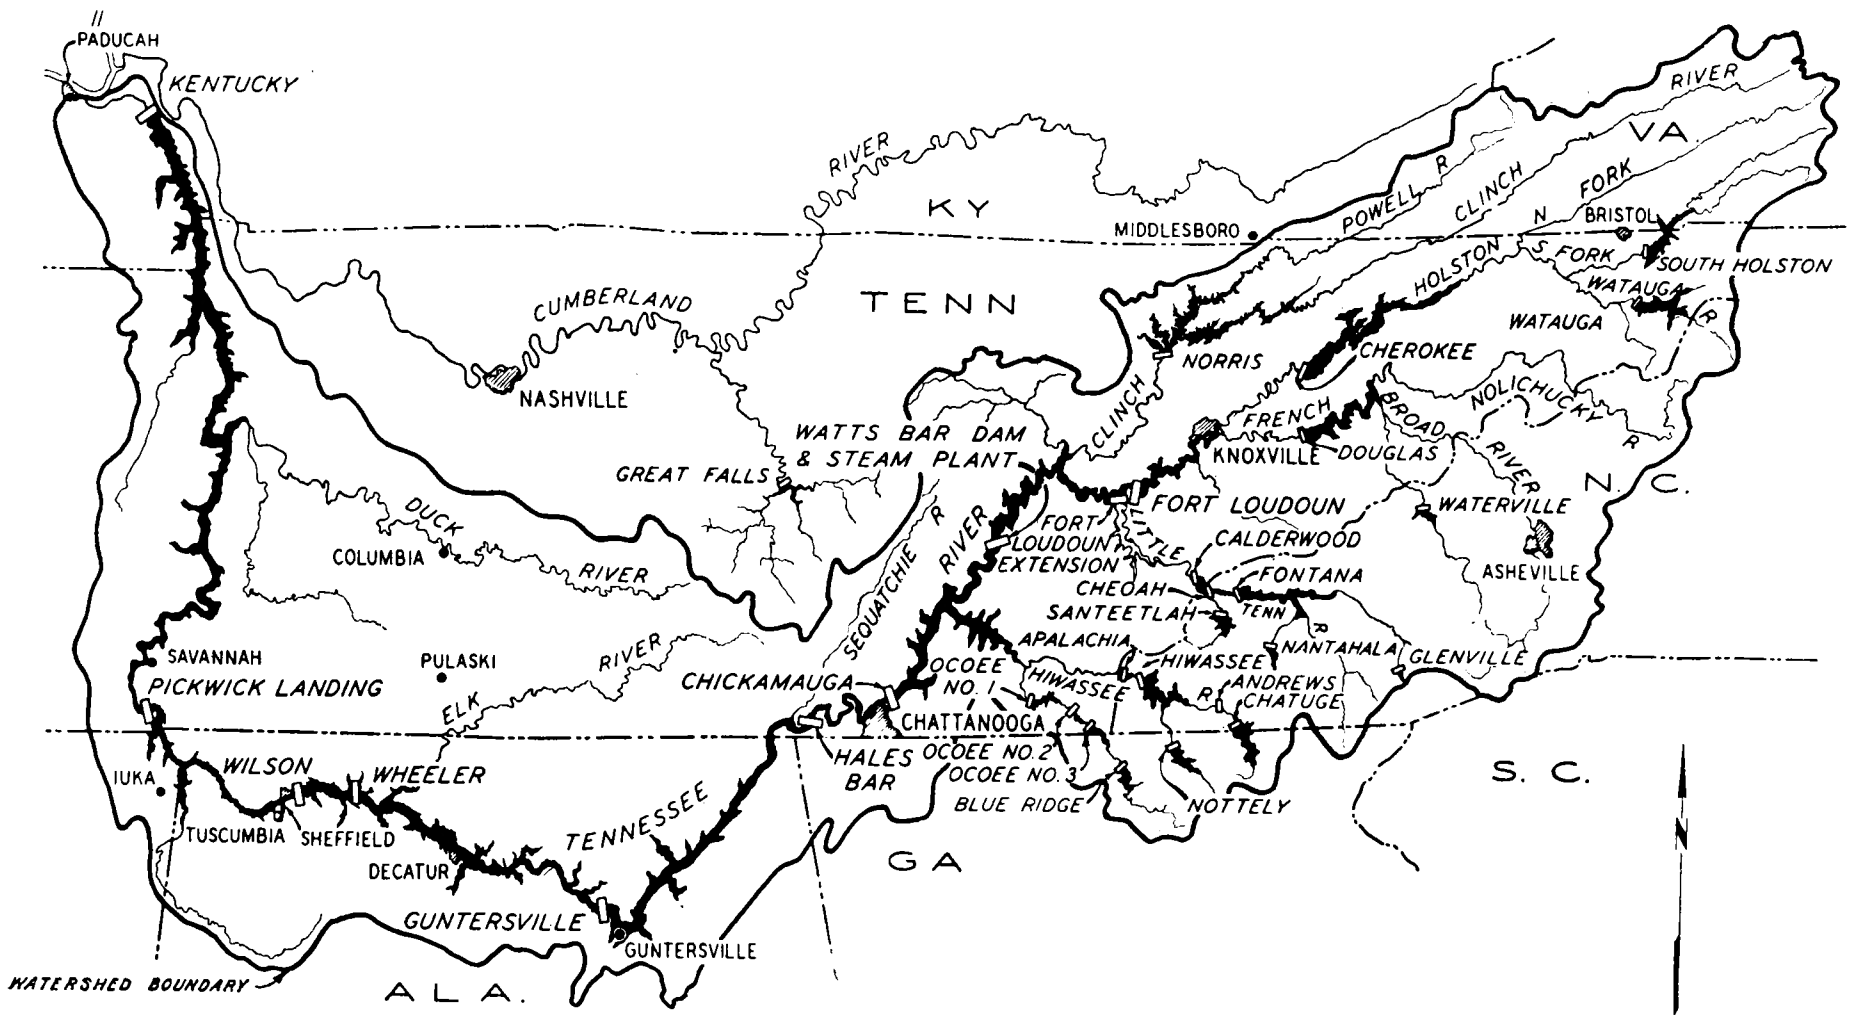 PADUCAH
KENTUCKY
RIVER
RIVER
VA
KY
POWELL R
CLINCH
FORK
MIDDLESBORO
N
BRISTOL
S FORK
SOUTH HOLSTON
HOLSTON
WATAUGA
R
CUMBERLAND
TENN
WATAUGA
NORRIS
CHEROKEE
NASHVILLE
CLINCH
FRENCH
BROAD
NOLICHUCKY
R
WATTS BAR DAM
& STEAM PLANT
KNOXVILLE
DOUGLAS
RIVER
GREAT FALLS
N. C.
DUCK
R
RIVER
FORT LOUDOUN
WATERVILLE
FORT
LOUDOUN
EXTENSION
LITTLE
CALDERWOOD
COLUMBIA
RIVER
SEQUATCHIE
CHEOAH
FONTANA
ASHEVILLE
SANTEETLAH
TENN
R
SAVANNAH
PULASKI
RIVER
APALACHIA
NANTAHALA
GLENVILLE
PICKWICK LANDING
ELK
CHICKAMAUGA
OCOEE
NO. 1
HIWASSEE
HIWASSEE
R
ANDREWS
CHATUGE
CHATTANOOGA
IUKA
WILSON
WHEELER
HALES
BAR
OCOEE NO. 2
OCOEE NO. 3
BLUE RIDGE
NOTTELY
S. C.
TUSCUMBIA
SHEFFIELD
TENNESSEE
DECATUR
GA
N
GUNTERSVILLE
GUNTERSVILLE
WATERSHED BOUNDARY
ALA.